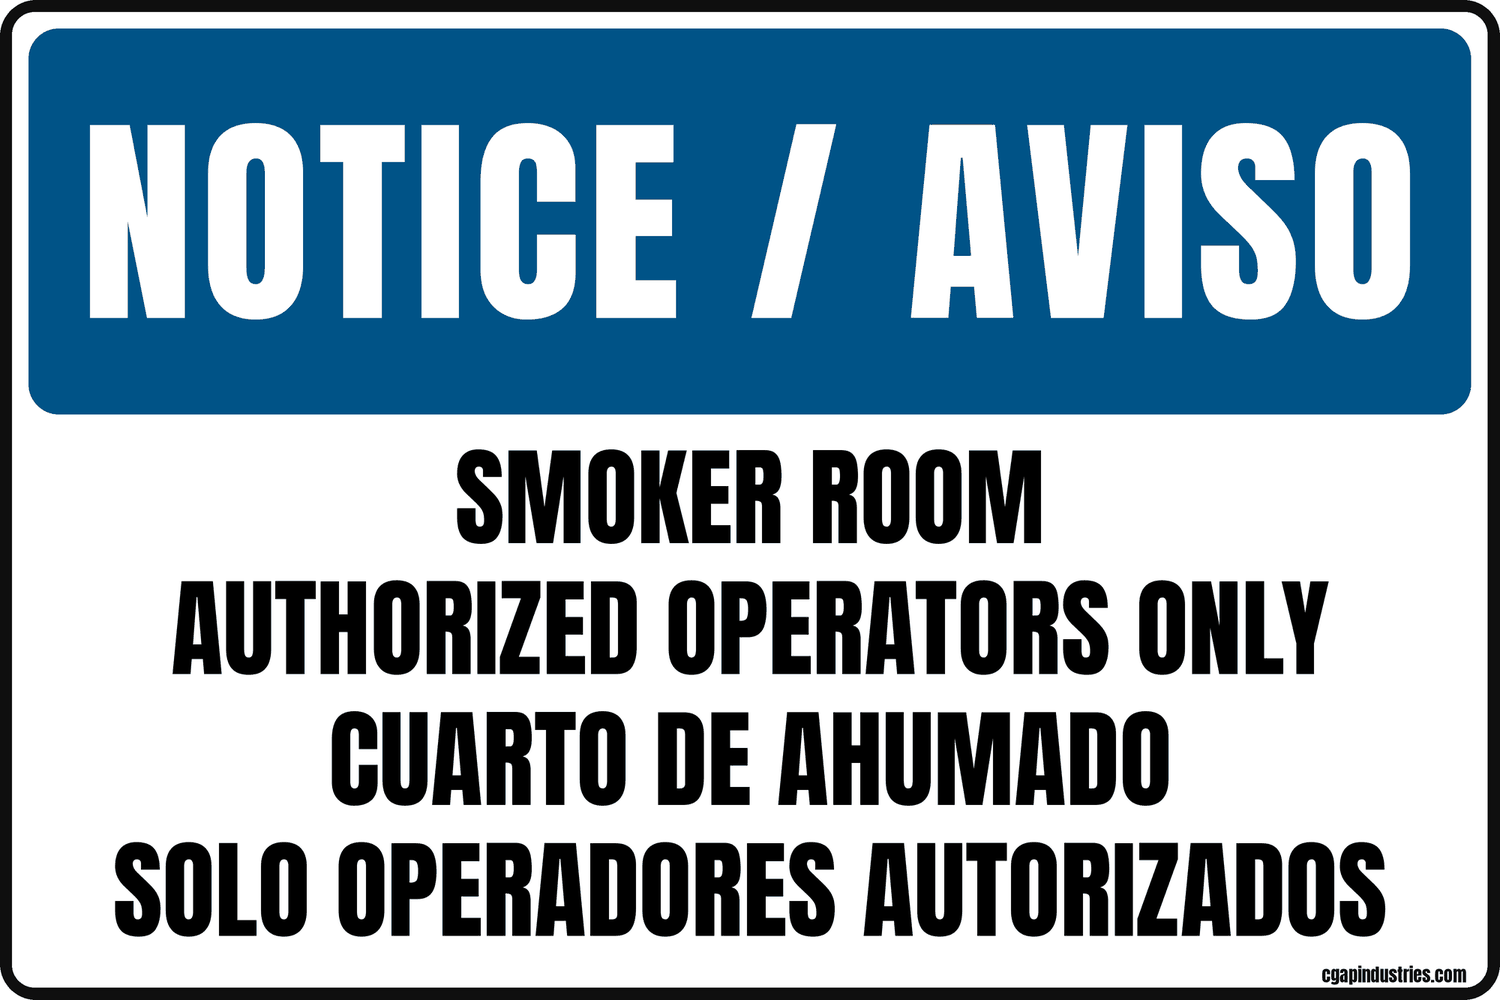 NOTICE / AVISO
SMOKER ROOM
AUTHORIZED OPERATORS ONLY
CUARTO DE AHUMADO
SOLO OPERADORES AUTORIZADOS
cgapindustries.com